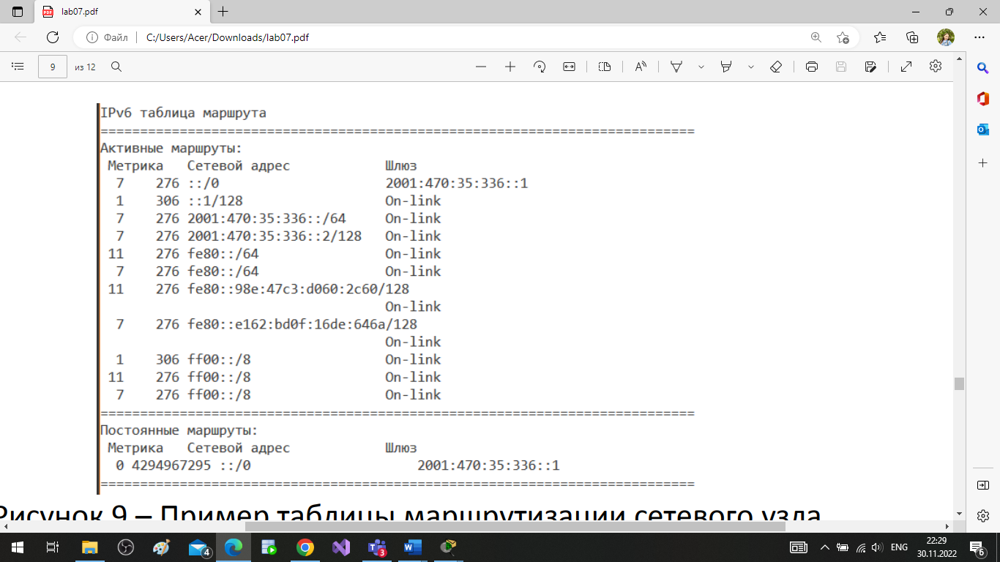 lab07.pdf
Файл C:/Users/Acer/Downloads/lab07.pdf
9 из 12
IPv6 таблица маршрута
===========================================================================
Активные маршруты:
Метрика Сетевой адрес Шлюз
7 276 ::/0 2001:470:35:336::1
1 306 ::1/128 On-link
7 276 2001:470:35:336::/64 On-link
7 276 2001:470:35:336::2/128 On-link
11 276 fe80::/64 On-link
7 276 fe80::/64 On-link
11 276 fe80::98e:47c3:d060:2c60/128
On-link
7 276 fe80::e162:bd0f:16de:646a/128
On-link
1 306 ff00::/8 On-link
11 276 ff00::/8 On-link
7 276 ff00::/8 On-link
===========================================================================
Постоянные маршруты:
Метрика Сетевой адрес Шлюз
0 4294967295 ::/0 2001:470:35:336::1
===========================================================================
Рисунок 9 – Пример таблицы маршрутизации сетевого узла
4 3 ENG 22:29 6
30.11.2022